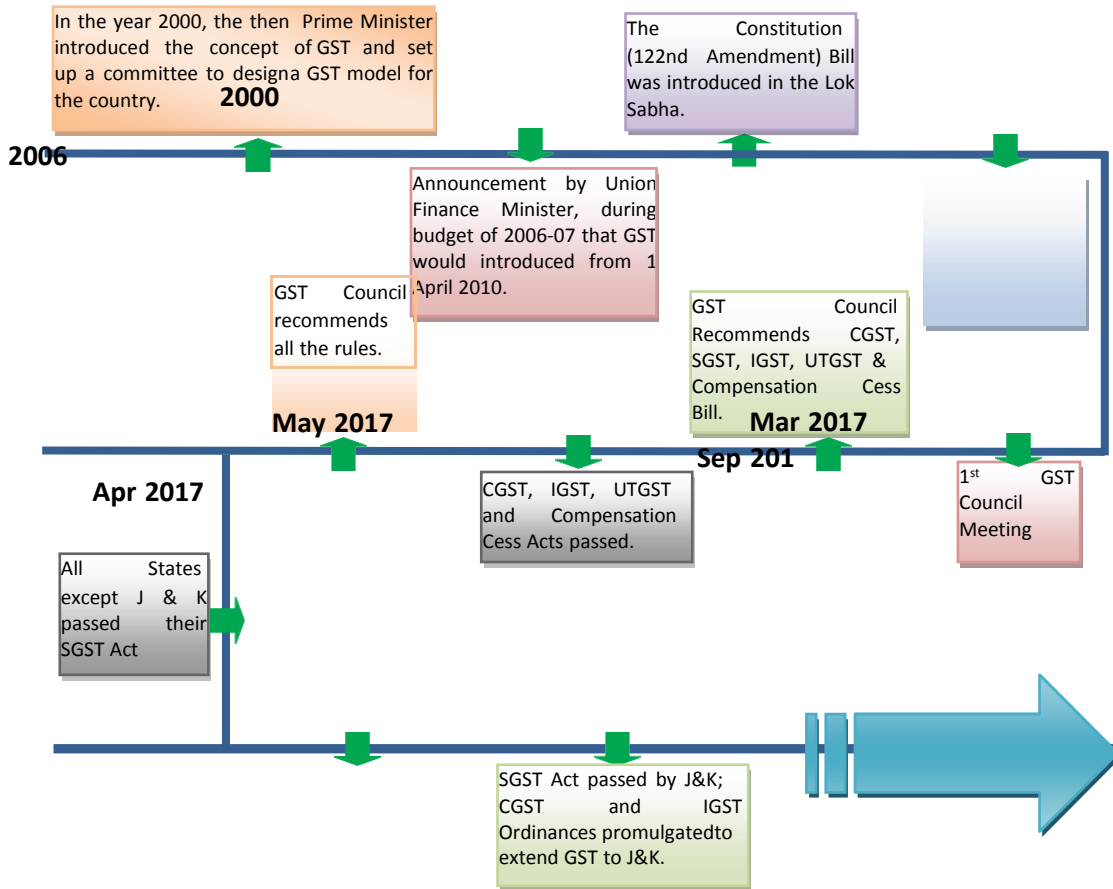 In the year 2000, the then Prime Minister
introduced the concept of GST and set
up a committee to designa GST model for
the country.
2000
The Constitution
(122nd Amendment) Bill
was introduced in the Lok
Sabha.
2006
Announcement by Union
Finance Minister, during
budget of 2006-07 that GST
would introduced from 1
April 2010.
GST Council
recommends
all the rules.
May 2017
GST Council
Recommends CGST,
SGST, IGST, UTGST &
Compensation Cess
Bill.
Mar 2017
Sep 201
Apr 2017
CGST, IGST, UTGST
and Compensation
Cess Acts passed.
1st GST
Council
Meeting
All States
except J & K
passed their
SGST Act
SGST Act passed by J&K;
CGST and IGST
Ordinances promulgatedto
extend GST to J&K.